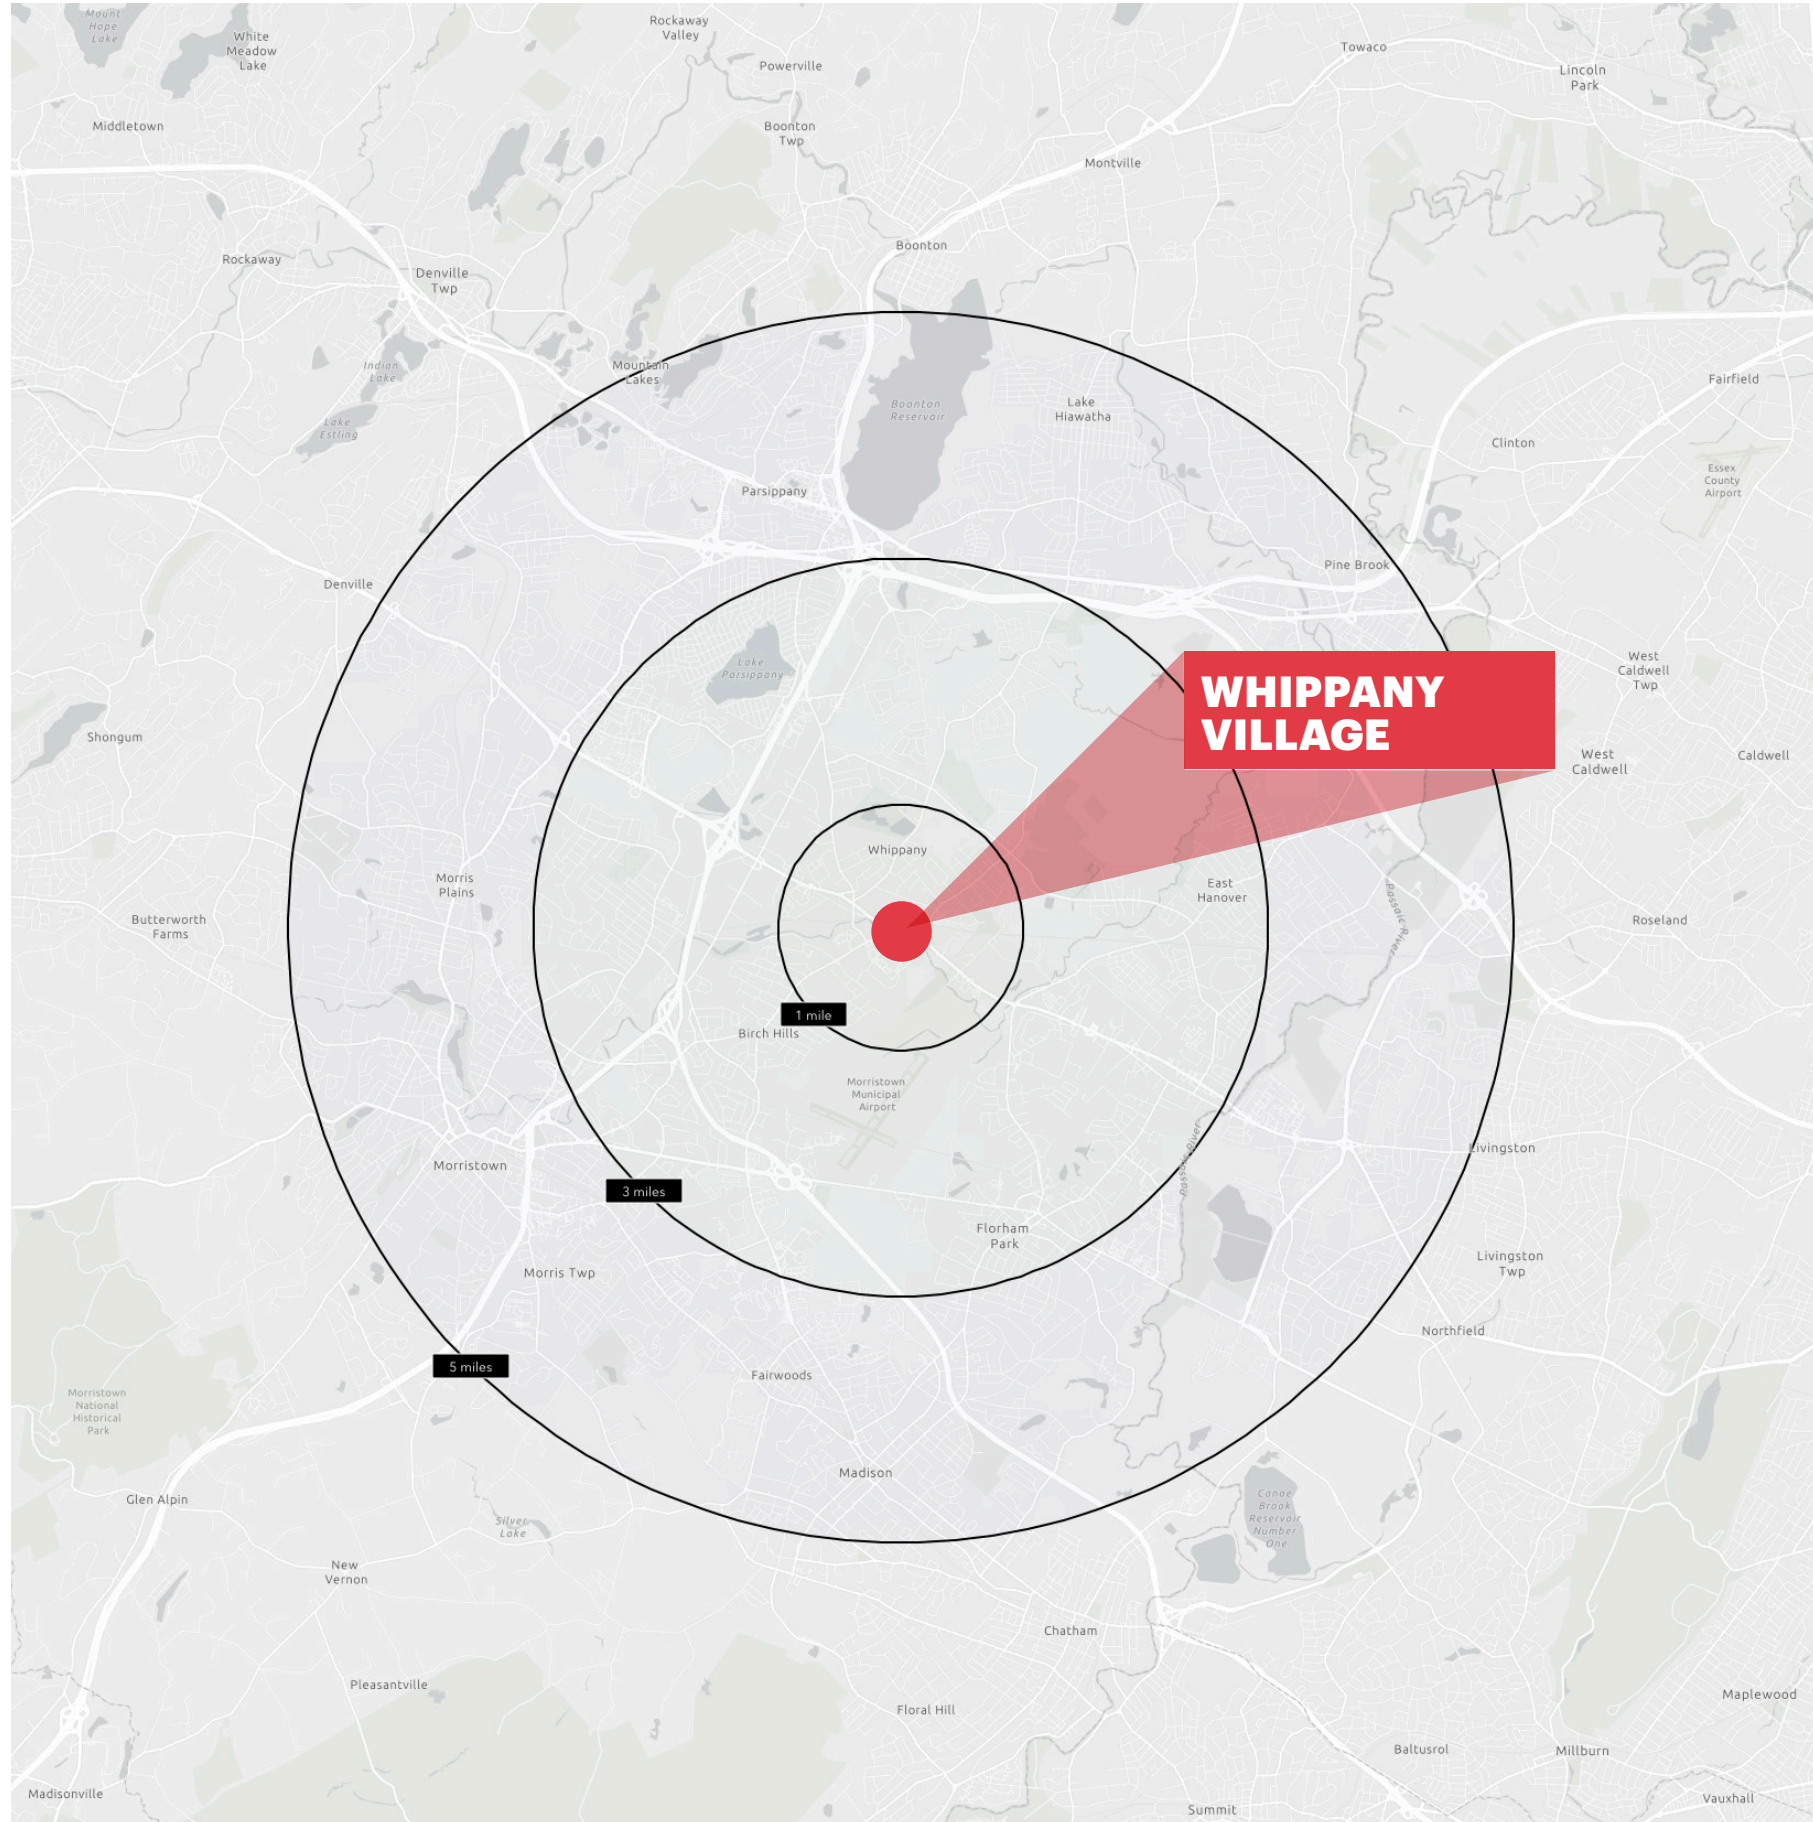 Mount
Hope
Lake
White
Meadow
Lake
Rockaway
Valley
Powerville
Towaco
Lincoln
Park
Middletown
Boonton
Twp
Montville
Boonton
Rockaway
Denville
Twp
Indian
Lake
Mountain
Lakes
Lake
Estling
Boonton
Reservoir
Lake
Hiawatha
Fairfield
Clinton
Essex
County
Airport
Parsippany
Pine Brook
Denville
Lake
Parsippany
West
Caldwell
Twp
WHIPPANY
VILLAGE
Shongum
West
Caldwell
Caldwell
Whippany
Morris
Plains
East
Hanover
Passaic River
Butterworth
Farms
Roseland
1 mile
Birch Hills
Morristown
Municipal
Airport
Passaic River
Livingston
Morristown
3 miles
Florham
Park
Livingston
Twp
Morris Twp
Northfield
5 miles
Fairwoods
Morristown
National
Historical
Park
Madison
Glen Alpin
Silver
Lake
Canoe
Brook
Reservoir
Number
One
New
Vernon
Chatham
Pleasantville
Floral Hill
Maplewood
Baltusrol
Millburn
Madisonville
Summit
Vauxhall